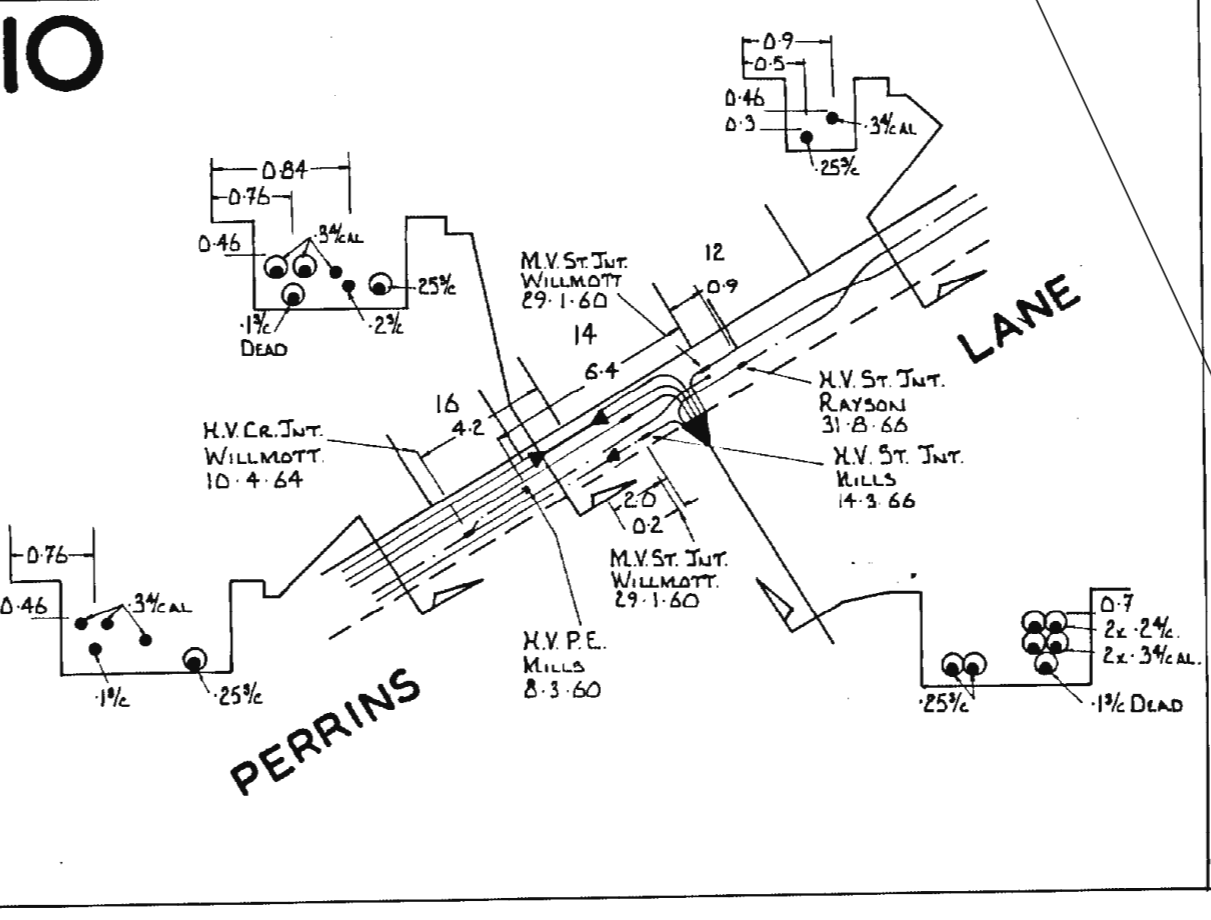 10
0.9
0.5
0.46
0.3
.3⁴/cAL
.25³/c
0.84
0.76
0.46
.3⁴/cAL
.25³/c
.1³/c
DEAD
.2³/c
M.V. ST. JNT.
WILLMOTT
29.1.60
12
0.9
14
6.4
16
4.2
LANE
H.V. CR. JNT.
WILLMOTT.
10.4.64
H.V. ST. JNT.
RAYSON
31.8.66
H.V. ST. JNT.
MILLS
14.3.66
2.0
0.2
M.V. ST. JNT.
WILLMOTT.
29.1.60
0.76
0.46
.3⁴/cAL
.1³/c
.25³/c
H.V. P.E.
MILLS
8.3.60
PERRINS
0.7
2x .2⁴/c.
2x .3⁴/cAL.
.25³/c
.1³/c DEAD